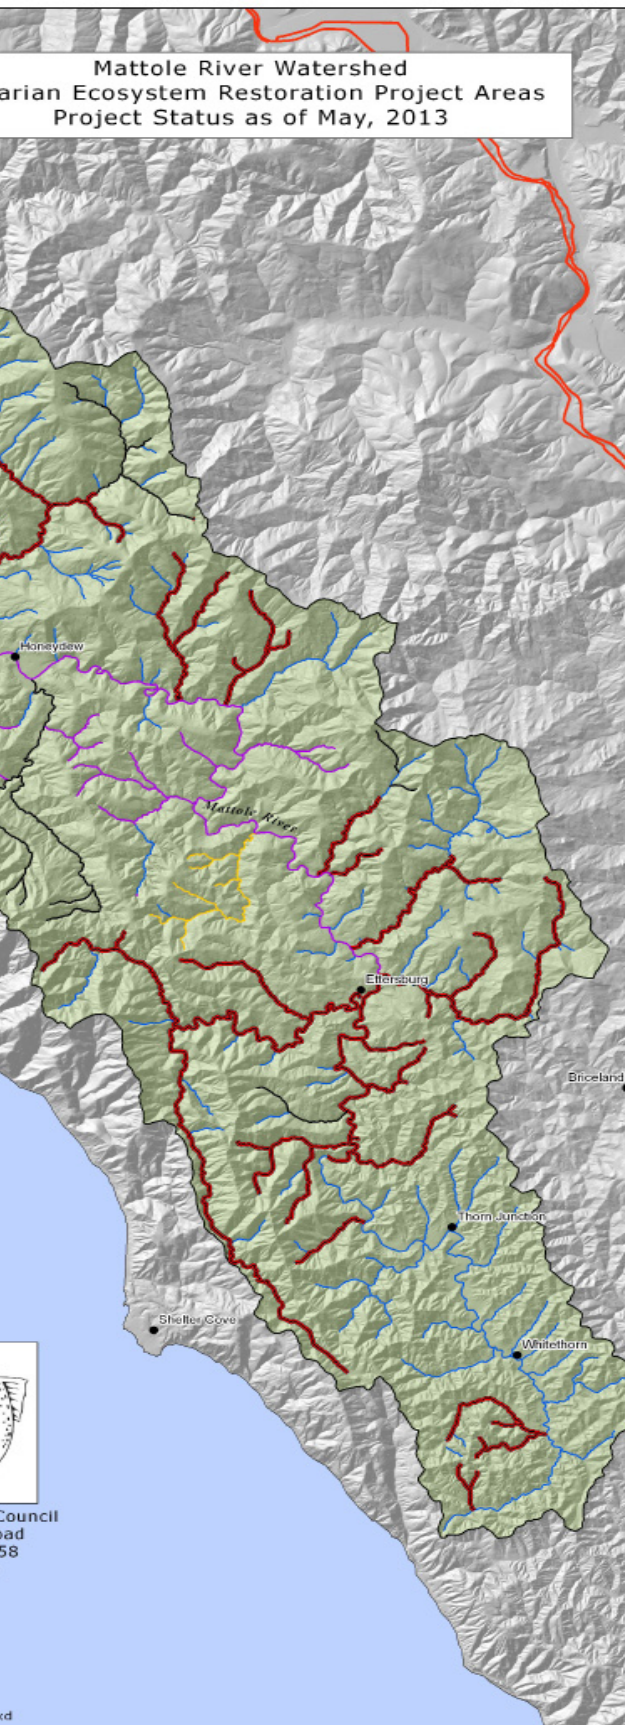 Mattole River Watershed
arian Ecosystem Restoration Project Areas
Project Status as of May, 2013
Honeydew
Mattole River
Ettersburg
Briceland
Thorn Junction
Shelter Cove
Whitethorn
Council
oad
58
xd